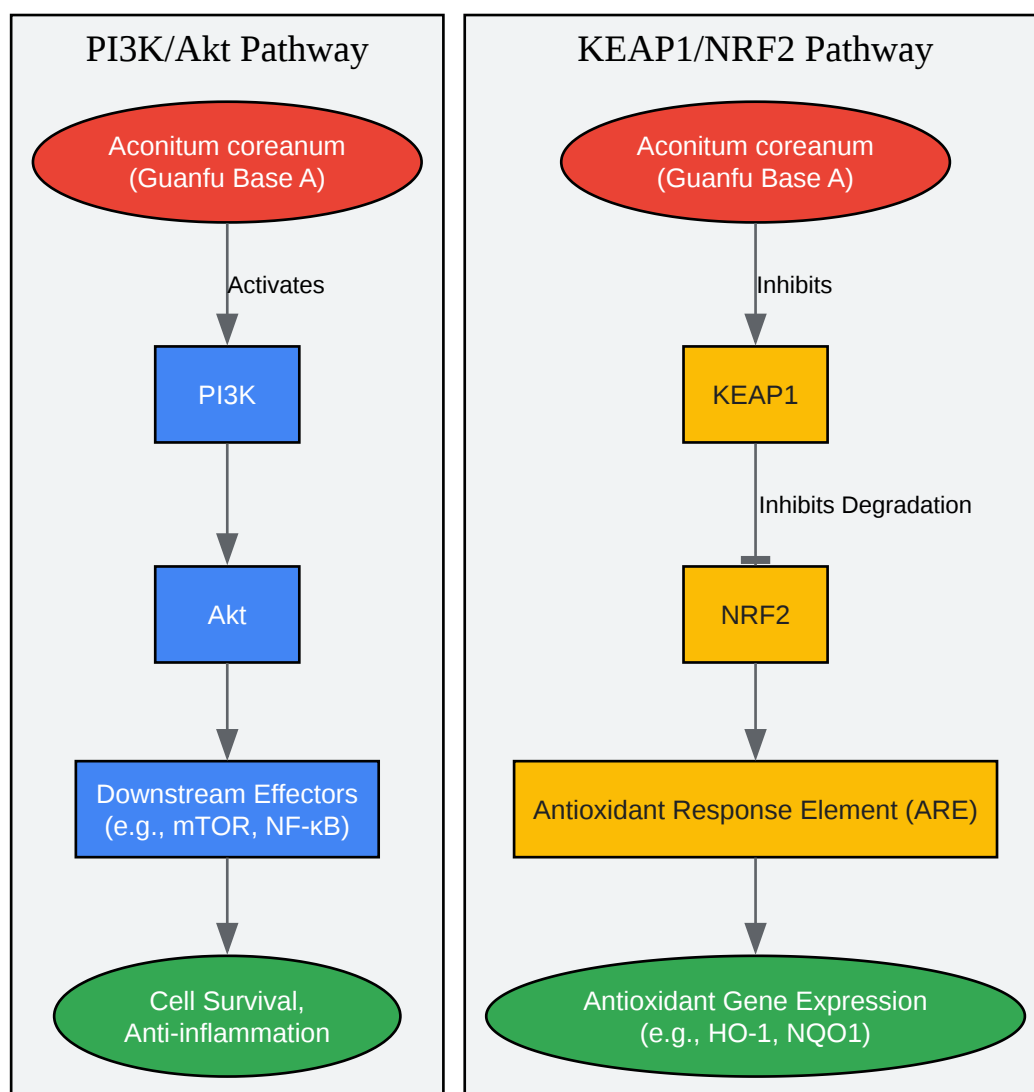 PI3K/Akt Pathway
Aconitum coreanum
(Guanfu Base A)
Activates
PI3K
Akt
Downstream Effectors
(e.g., mTOR, NF-κB)
Cell Survival,
Anti-inflammation
KEAP1/NRF2 Pathway
Aconitum coreanum
(Guanfu Base A)
Inhibits
KEAP1
Inhibits Degradation
NRF2
Antioxidant Response Element (ARE)
Antioxidant Gene Expression
(e.g., HO-1, NQO1)